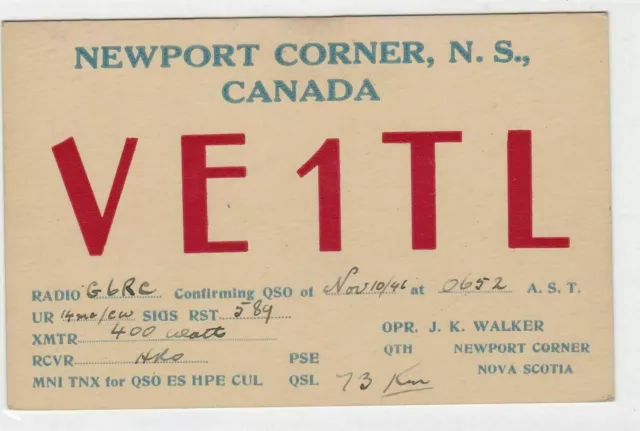 NEWPORT CORNER, N. S.,
CANADA
VE1TL
RADIO G6RC Confirming QSO of Nov 10/46 at 0652 A. S. T.
UR 14mc/cw SIGS RST 589
XMTR 400 watt OPR. J. K. WALKER
RCVR HRO PSE QTH NEWPORT CORNER
NOVA SCOTIA
MNI TNX for QSO ES HPE CUL QSL 73